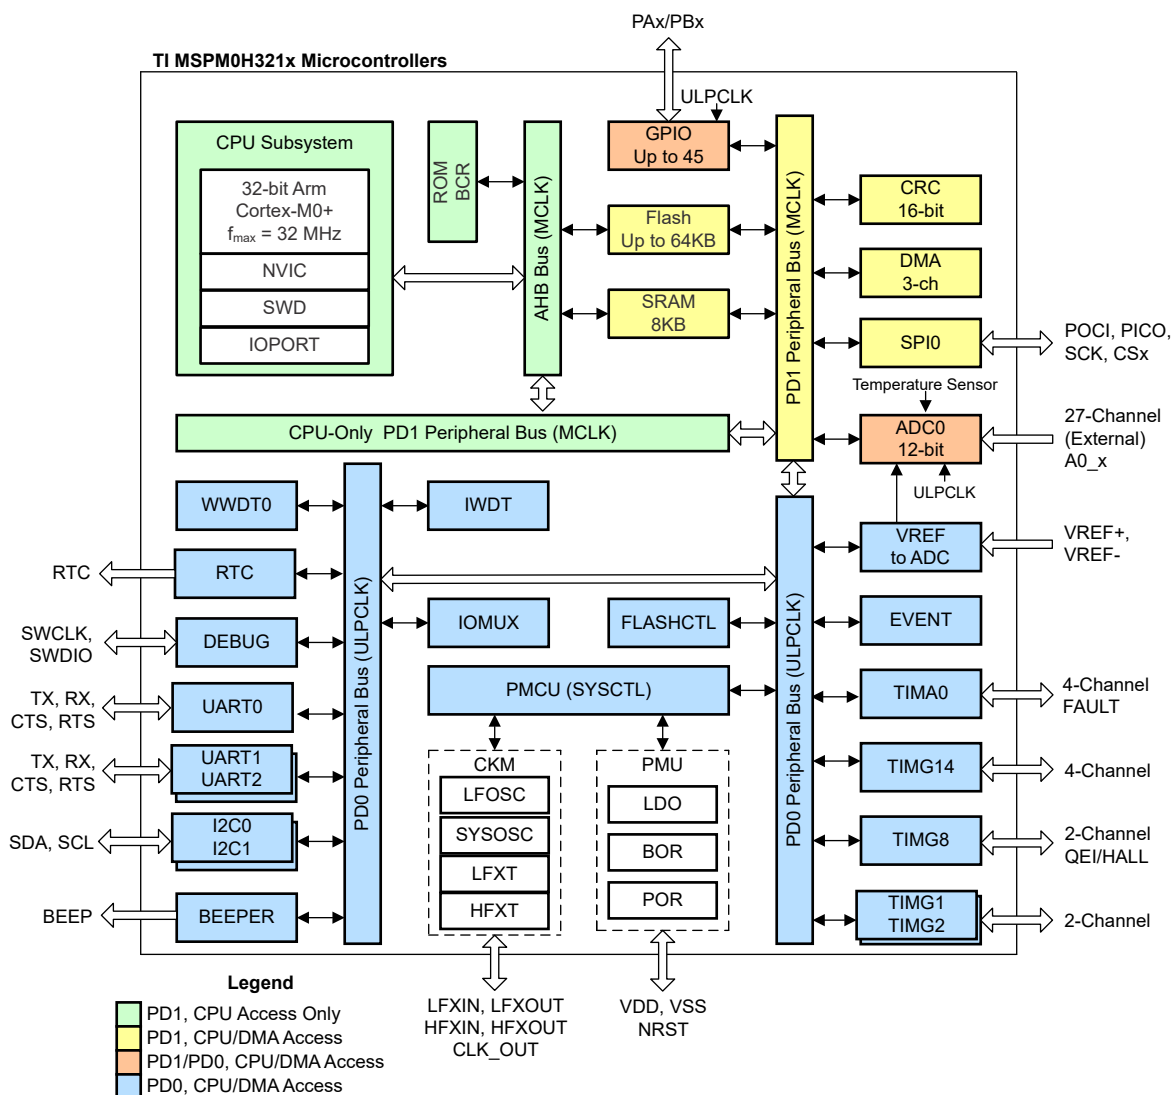 PAx/PBx
TI MSPM0H321x Microcontrollers
ULPCLK
CPU Subsystem
32-bit Arm
Cortex-M0+
fmax = 32 MHz
NVIC
SWD
IOPORT
ROM
BCR
AHB Bus (MCLK)
GPIO
Up to 45
Flash
Up to 64KB
SRAM
8KB
PD1 Peripheral Bus (MCLK)
CRC
16-bit
DMA
3-ch
SPI0
POCI, PICO,
SCK, CSx
Temperature Sensor
ADC0
12-bit
27-Channel
(External)
A0_x
ULPCLK
CPU-Only PD1 Peripheral Bus (MCLK)
WWDT0
IWDT
VREF
to ADC
VREF+,
VREF-
RTC
RTC
PD0 Peripheral Bus (ULPCLK)
PD0 Peripheral Bus (ULPCLK)
SWCLK,
SWDIO
DEBUG
IOMUX
FLASHCTL
EVENT
PMCU (SYSCTL)
TX, RX,
CTS, RTS
UART0
TIMA0
4-Channel
FAULT
TX, RX,
CTS, RTS
UART1
UART2
CKM
LFOSC
SYSOSC
LFXT
HFXT
PMU
LDO
BOR
POR
TIMG14
4-Channel
SDA, SCL
I2C0
I2C1
TIMG8
2-Channel
QEI/HALL
BEEP
BEEPER
TIMG1
TIMG2
2-Channel
LFXIN, LFXOUT
HFXIN, HFXOUT
CLK_OUT
VDD, VSS
NRST
Legend
PD1, CPU Access Only
PD1, CPU/DMA Access
PD1/PD0, CPU/DMA Access
PD0, CPU/DMA Access